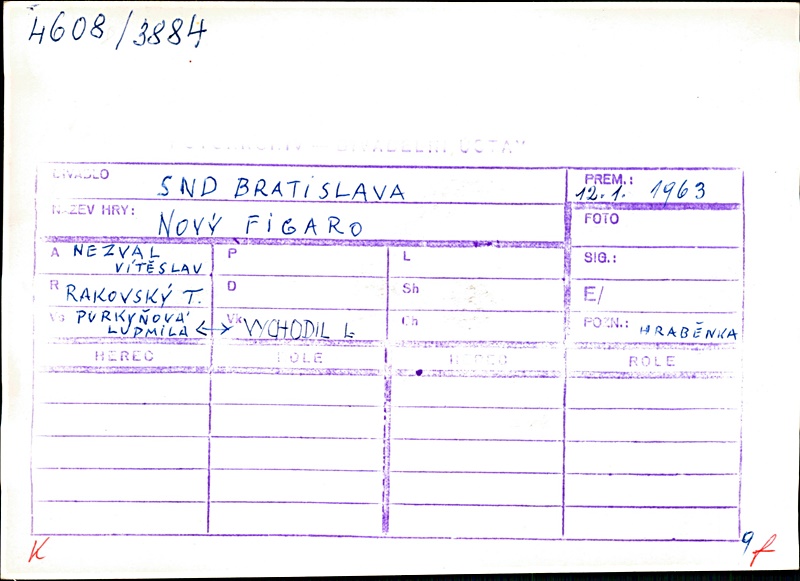 4608/3884
DIVADLO SND BRATISLAVA
PREM.: 12.1. 1963
NÁZEV HRY: NOVÝ FIGARO
FOTO
A NEZVAL VÍTĚSLAV
P
L
SIG.:
R RAKOVSKÝ T.
D
Sh
E/
PURKYŇOVÁ LUDMILA <-> Vk VYCHODIL L.
Ch
POZN.: HRABĚNKA
HEREC ROLE HEREC ROLE
K
9 f